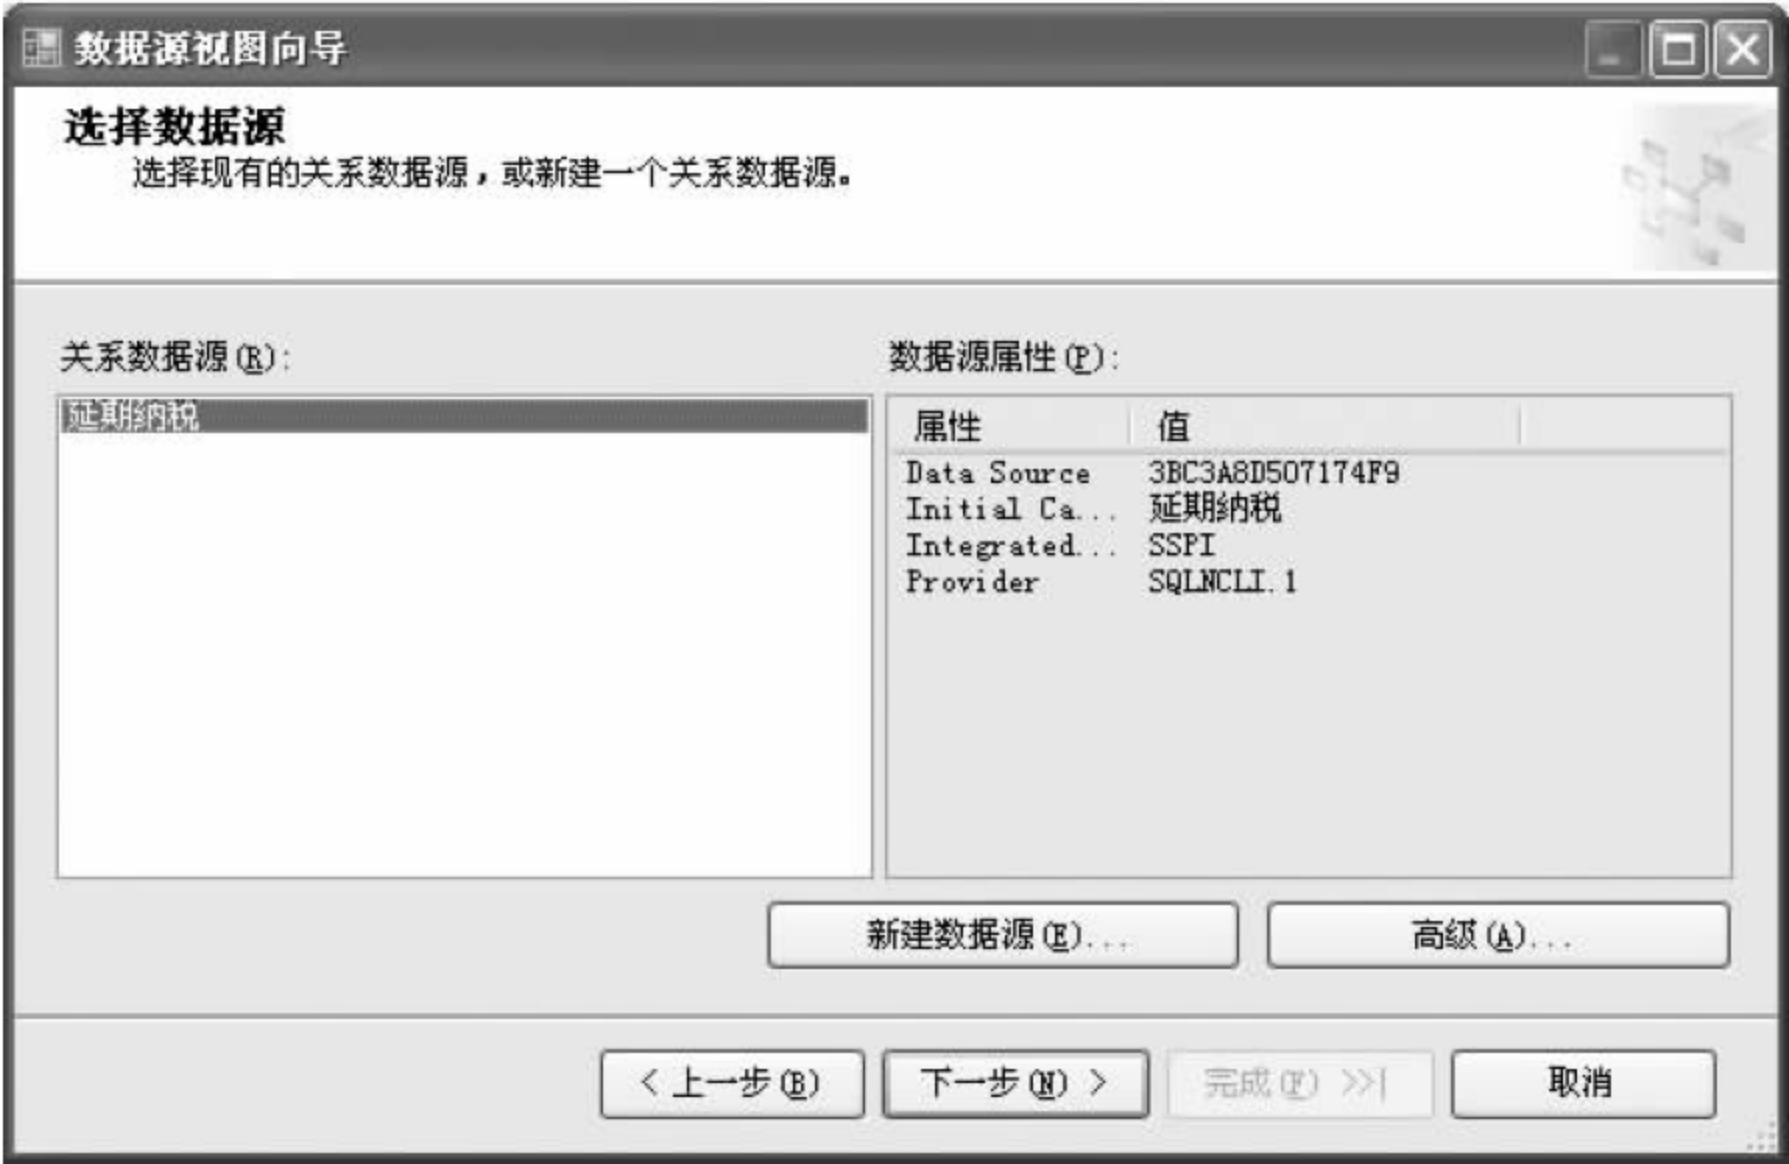 数据源视图向导
选择数据源
选择现有的关系数据源，或新建一个关系数据源。
关系数据源(R):
数据源属性(P):
延期纳税
属性 值
Data Source 3BC3A8D507174F9
Initial Ca... 延期纳税
Integrated... SSPI
Provider SQLNCLI.1
新建数据源(E)... 高级(A)...
< 上一步(B) 下一步(N) > 完成(F) >>| 取消